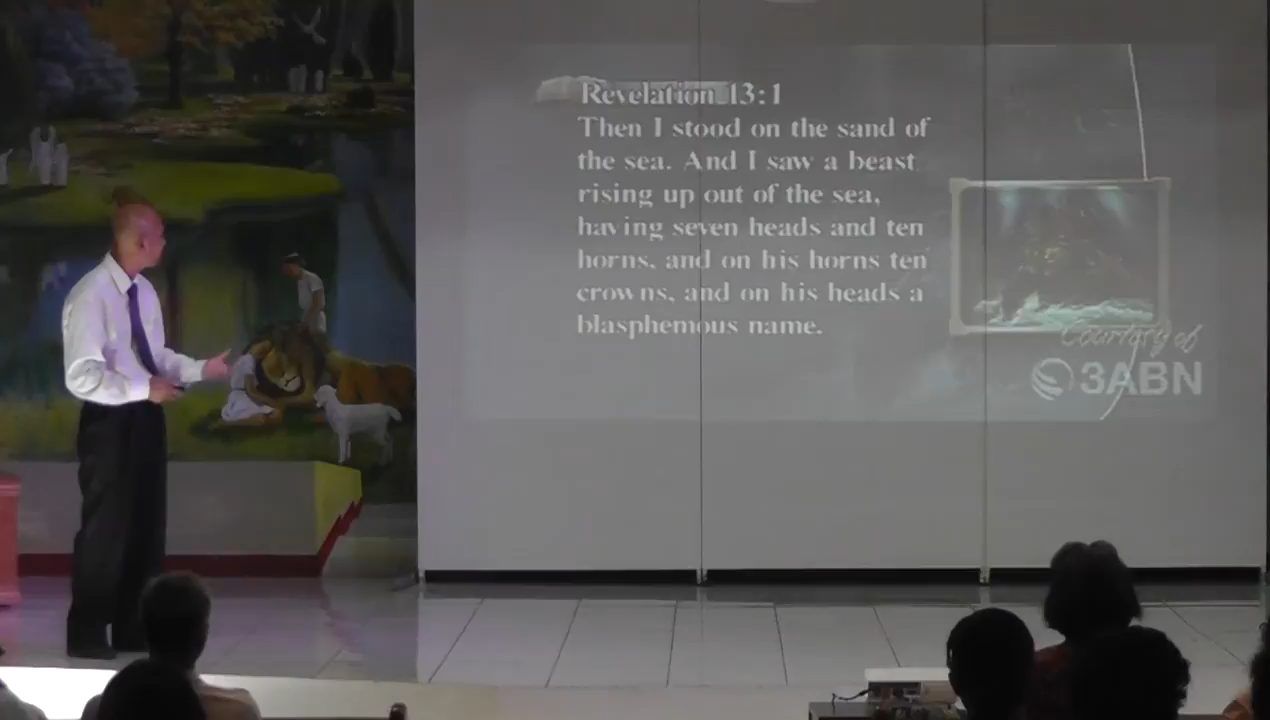 Revelation 13:1
Then I stood on the sand of
the sea. And I saw a beast
rising up out of the sea,
having seven heads and ten
horns, and on his horns ten
crowns, and on his heads a
blasphemous name.
Courtesy of
3ABN